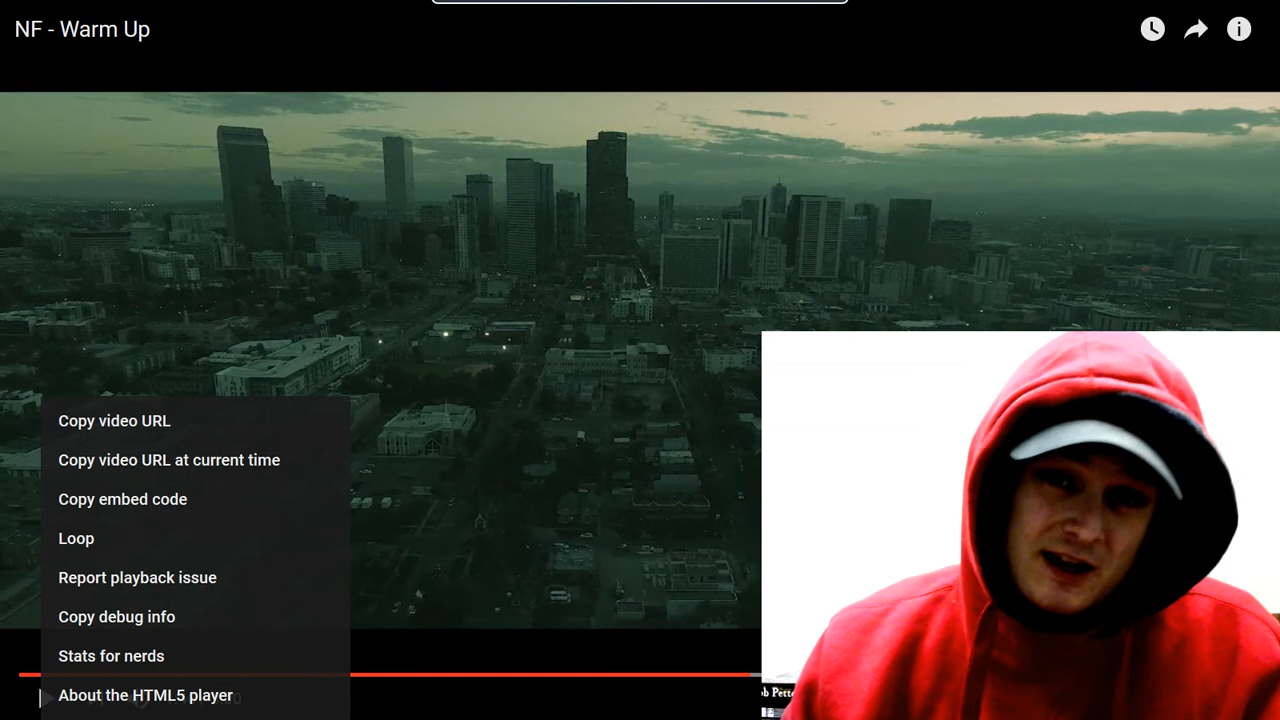 NF - Warm Up
Copy video URL
Copy video URL at current time
Copy embed code
Loop
Report playback issue
Copy debug info
Stats for nerds
About the HTML5 player